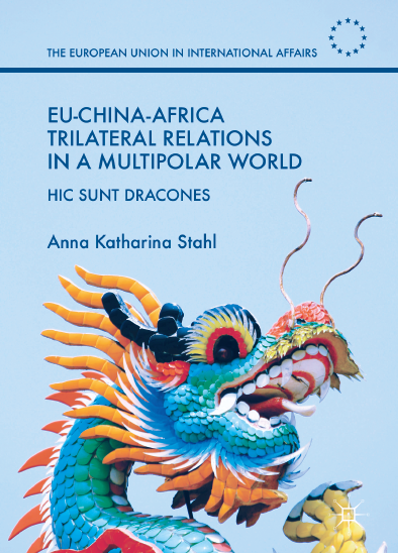 THE EUROPEAN UNION IN INTERNATIONAL AFFAIRS
EU-CHINA-AFRICA
TRILATERAL RELATIONS
IN A MULTIPOLAR WORLD
HIC SUNT DRACONES
Anna Katharina Stahl